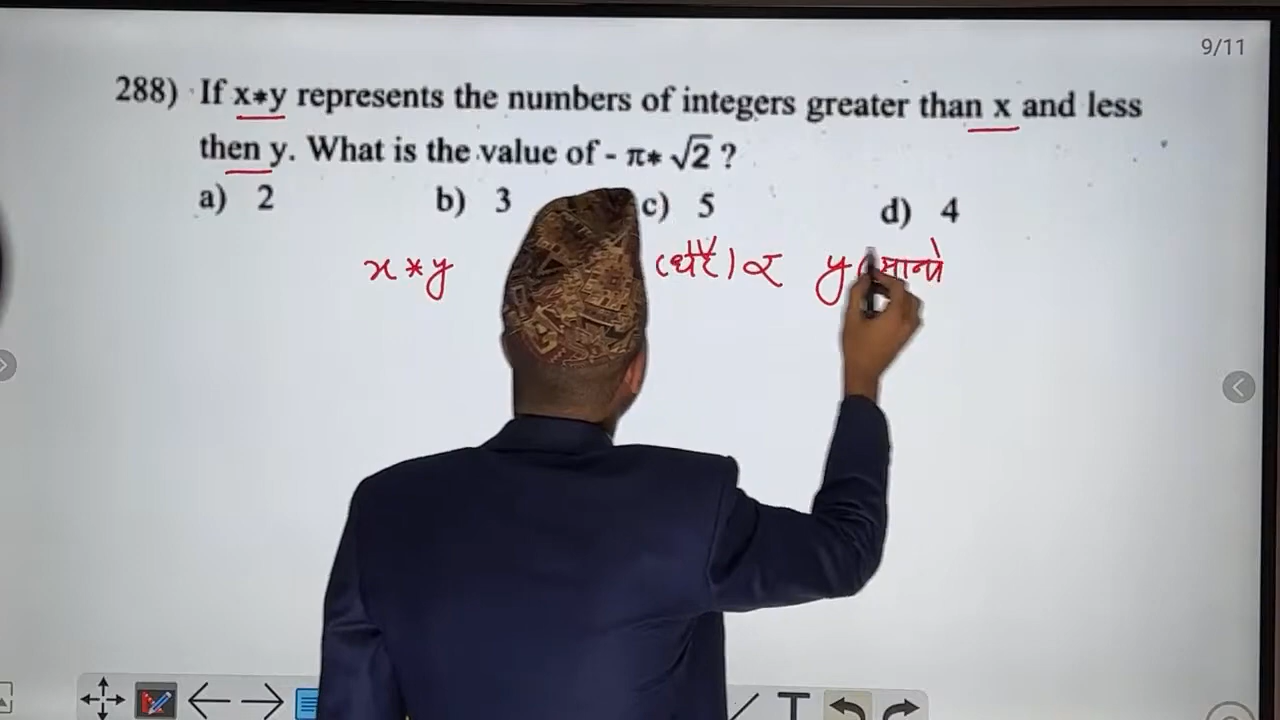 9/11
288) If x*y represents the numbers of integers greater than x and less
then y. What is the value of - π* √2 ?
a) 2 b) 3 c) 5 d) 4
x * y र y
T